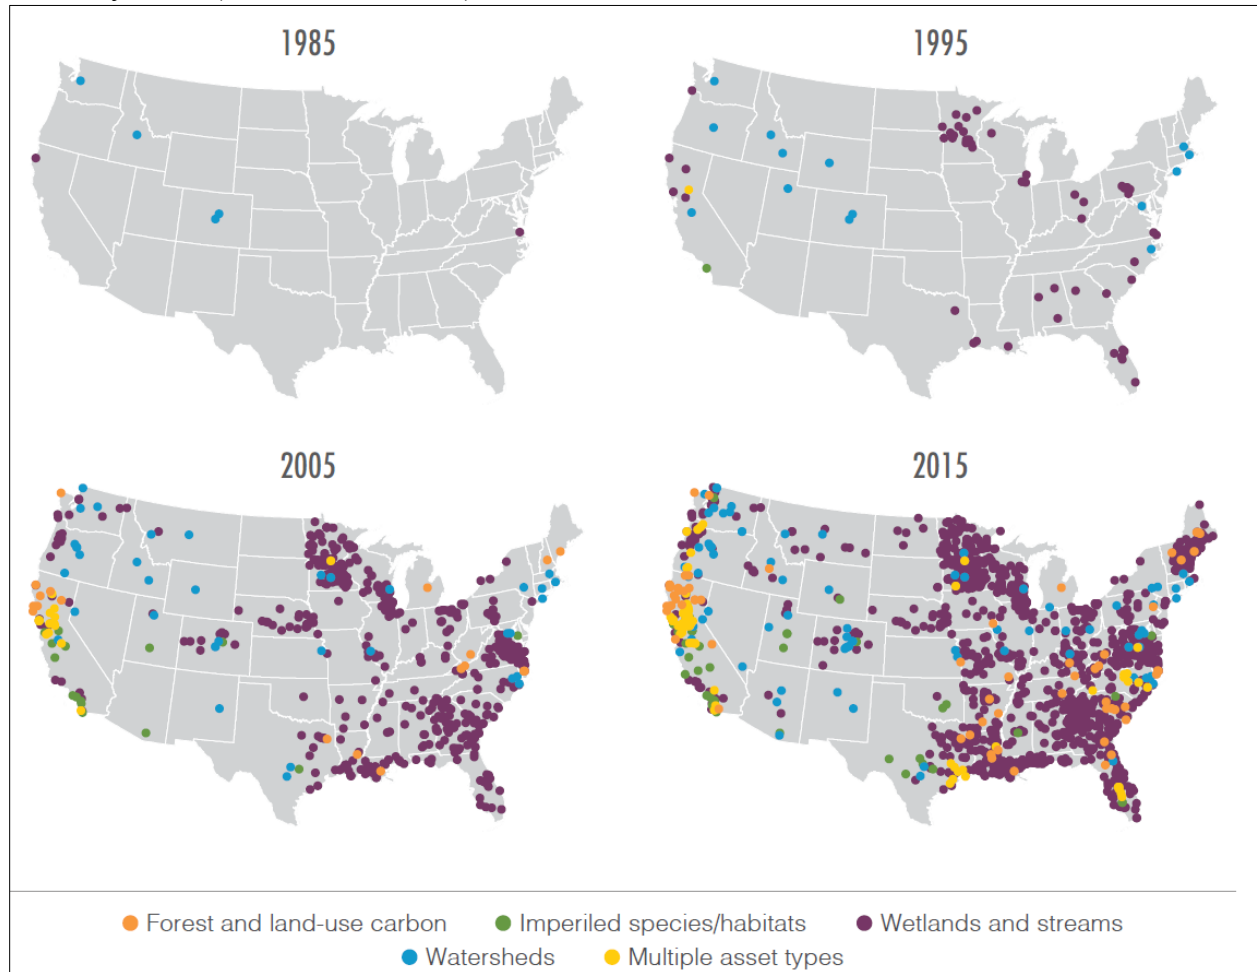 1985
1995
2005
2015
Forest and land-use carbon
Imperiled species/habitats
Wetlands and streams
Watersheds
Multiple asset types